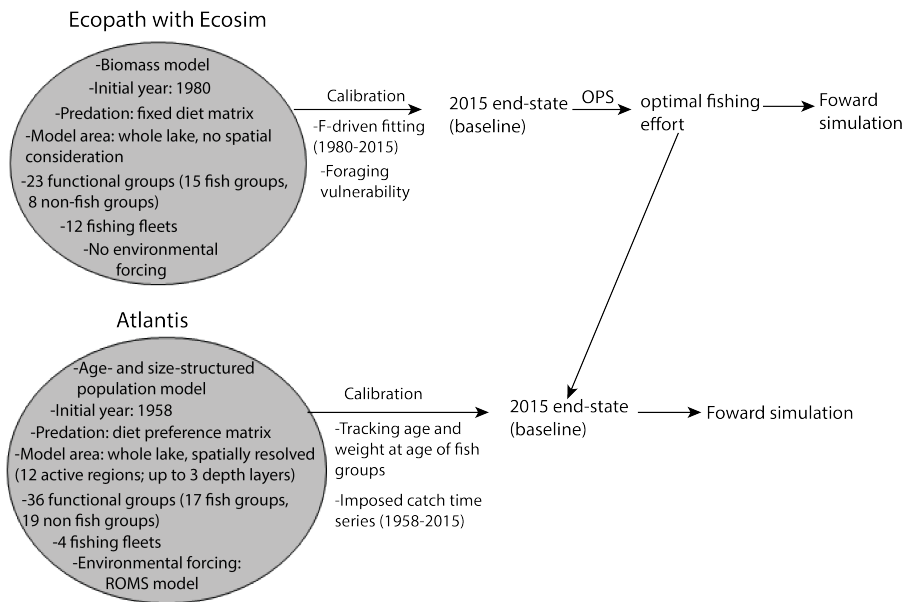 Ecopath with Ecosim
-Biomass model
-Initial year: 1980
-Predation: fixed diet matrix
-Model area: whole lake, no spatial
consideration
-23 functional groups (15 fish groups,
8 non-fish groups)
-12 fishing fleets
-No environmental
forcing
Calibration
-F-driven fitting
(1980-2015)
-Foraging
vulnerability
2015 end-state
(baseline)
OPS
optimal fishing
effort
Foward
simulation
Atlantis
-Age- and size-structured
population model
-Initial year: 1958
-Predation: diet preference matrix
-Model area: whole lake, spatially resolved
(12 active regions; up to 3 depth layers)
-36 functional groups (17 fish groups,
19 non fish groups)
-4 fishing fleets
-Environmental forcing:
ROMS model
Calibration
-Tracking age and
weight at age of fish
groups
-Imposed catch time
series (1958-2015)
2015 end-state
(baseline)
Foward simulation